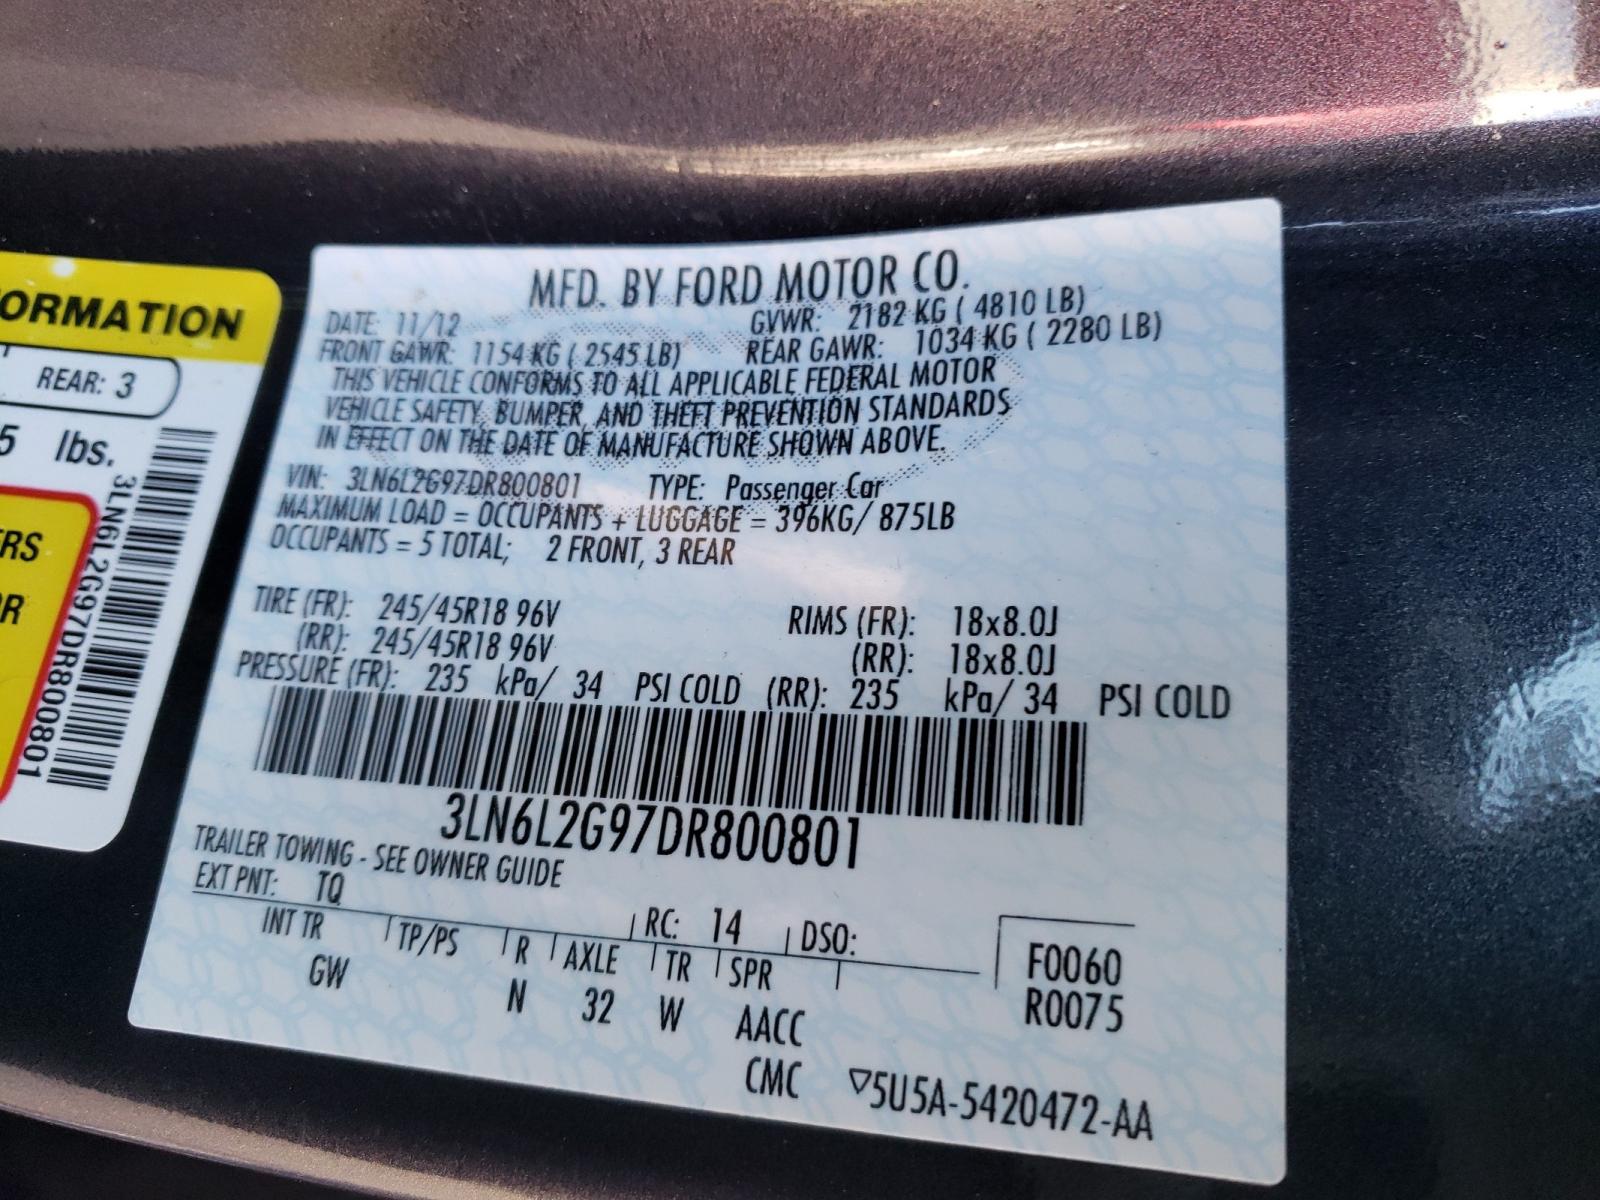 ORMATION
REAR: 3
5 lbs.
ERS
OR
3LN6L2G97DR800801
MFD. BY FORD MOTOR CO.
DATE: 11/12 GVWR: 2182 KG ( 4810 LB)
FRONT GAWR: 1154 KG ( 2545 LB) REAR GAWR: 1034 KG ( 2280 LB)
THIS VEHICLE CONFORMS TO ALL APPLICABLE FEDERAL MOTOR
VEHICLE SAFETY, BUMPER, AND THEFT PREVENTION STANDARDS
IN EFFECT ON THE DATE OF MANUFACTURE SHOWN ABOVE.
VIN: 3LN6L2G97DR800801 TYPE: Passenger Car
MAXIMUM LOAD = OCCUPANTS + LUGGAGE = 396KG/ 875LB
OCCUPANTS = 5 TOTAL; 2 FRONT, 3 REAR
TIRE (FR): 245/45R18 96V RIMS (FR): 18x8.0J
(RR): 245/45R18 96V (RR): 18x8.0J
PRESSURE (FR): 235 kPa/ 34 PSI COLD (RR): 235 kPa/ 34 PSI COLD
3LN6L2G97DR800801
TRAILER TOWING - SEE OWNER GUIDE
EXT PNT: TQ RC: 14 DSO:
INT TR TP/PS R AXLE TR SPR F0060
GW N 32 W AACC R0075
CMC ▽5U5A-5420472-AA